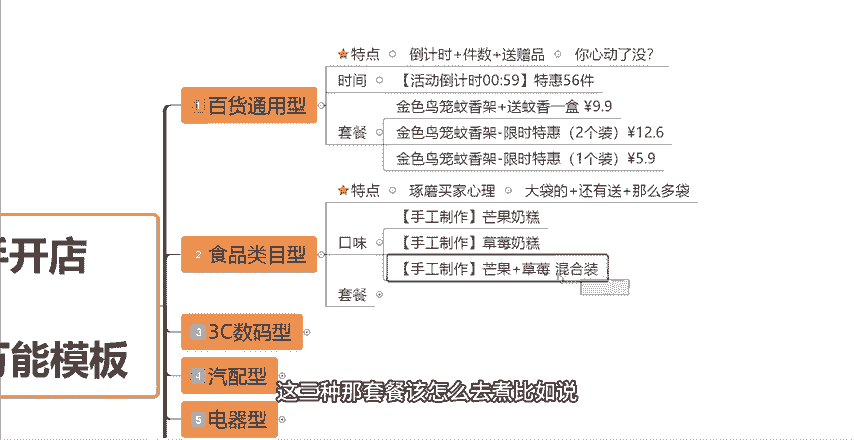 ★特点 倒计时+件数+送赠品 你心动了没?
时间 【活动倒计时00:59】特惠56件
1 百货通用型
金色鸟笼蚊香架+送蚊香一盒 ¥9.9
套餐 金色鸟笼蚊香架-限时特惠（2个装）¥12.6
金色鸟笼蚊香架-限时特惠（1个装）¥5.9
★特点 琢磨买家心理 大袋的+还有送+那么多袋
【手工制作】芒果奶糕
口味 【手工制作】草莓奶糕
2 食品类目型
【手工制作】芒果+草莓 混合装
套餐
手开店
万能模板
3 3C数码型
4 汽配型
5 电器型
这三种那套餐该怎么去煮比如说